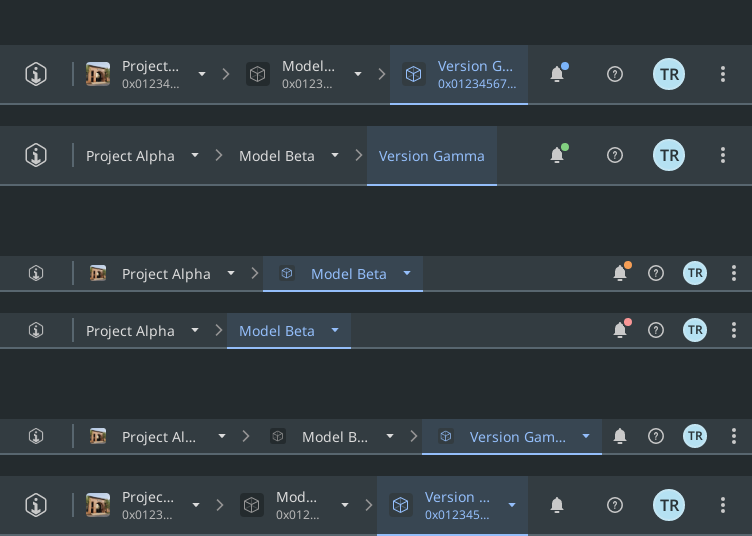 Project... Model... Version G...
0x01234... 0x0123... 0x01234567...
TR
Project Alpha Model Beta Version Gamma
TR
Project Alpha Model Beta
TR
Project Alpha Model Beta
TR
Project Al... Model B... Version Gam...
TR
Projec... Mod... Version ...
0x0123... 0x012... 0x012345...
TR